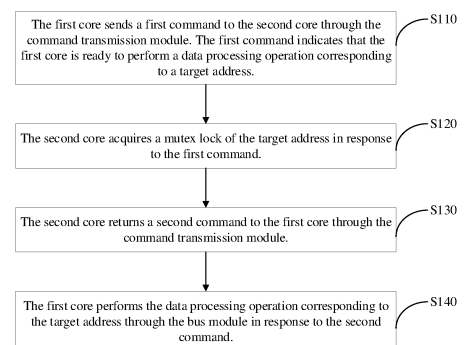 The first core sends a first command to the second core through the
command transmission module. The first command indicates that the
first core is ready to perform a data processing operation corresponding
to a target address.
S110
The second core acquires a mutex lock of the target address in response
to the first command.
S120
The second core returns a second command to the first core through the
command transmission module.
S130
The first core performs the data processing operation corresponding to
the target address through the bus module in response to the second
command.
S140